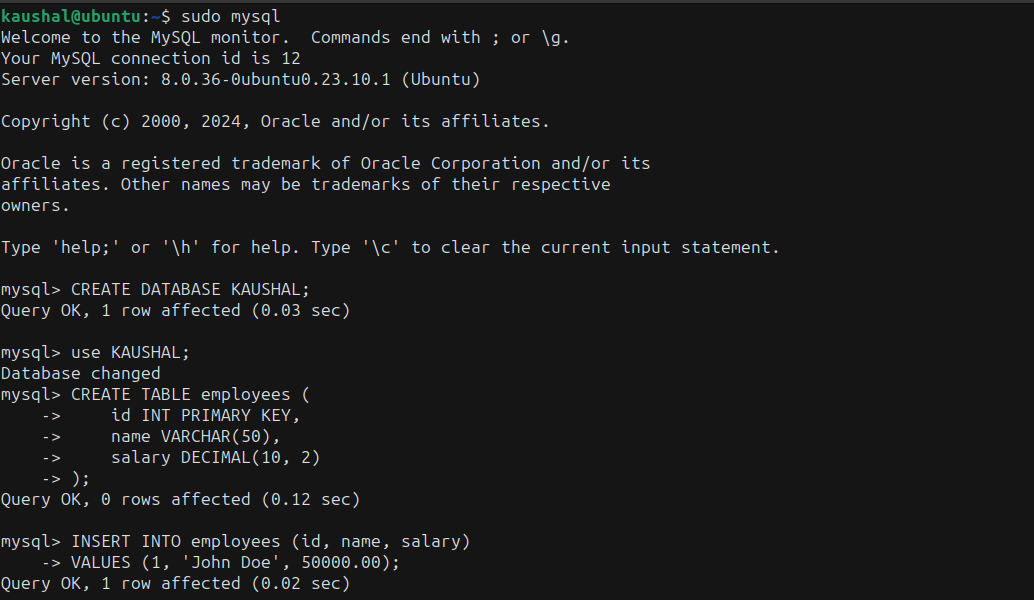 kaushal@ubuntu:~$ sudo mysql
Welcome to the MySQL monitor.  Commands end with ; or \g.
Your MySQL connection id is 12
Server version: 8.0.36-0ubuntu0.23.10.1 (Ubuntu)

Copyright (c) 2000, 2024, Oracle and/or its affiliates.

Oracle is a registered trademark of Oracle Corporation and/or its
affiliates. Other names may be trademarks of their respective
owners.

Type 'help;' or '\h' for help. Type '\c' to clear the current input statement.

mysql> CREATE DATABASE KAUSHAL;
Query OK, 1 row affected (0.03 sec)

mysql> use KAUSHAL;
Database changed
mysql> CREATE TABLE employees (
    ->     id INT PRIMARY KEY,
    ->     name VARCHAR(50),
    ->     salary DECIMAL(10, 2)
    -> );
Query OK, 0 rows affected (0.12 sec)

mysql> INSERT INTO employees (id, name, salary)
    -> VALUES (1, 'John Doe', 50000.00);
Query OK, 1 row affected (0.02 sec)